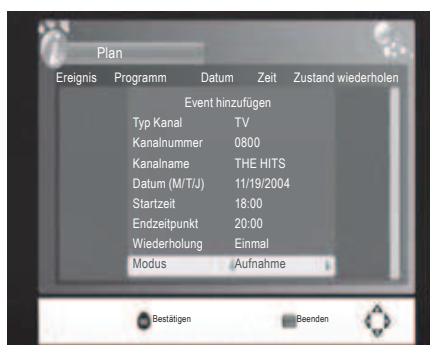 Plan
Ereignis Programm Datum Zeit Zustand wiederholen
Event hinzufügen
Typ Kanal TV
Kanalnummer 0800
Kanalname THE HITS
Datum (M/T/J) 11/19/2004
Startzeit 18:00
Endzeitpunkt 20:00
Wiederholung Einmal
Modus Aufnahme
Bestätigen Beenden